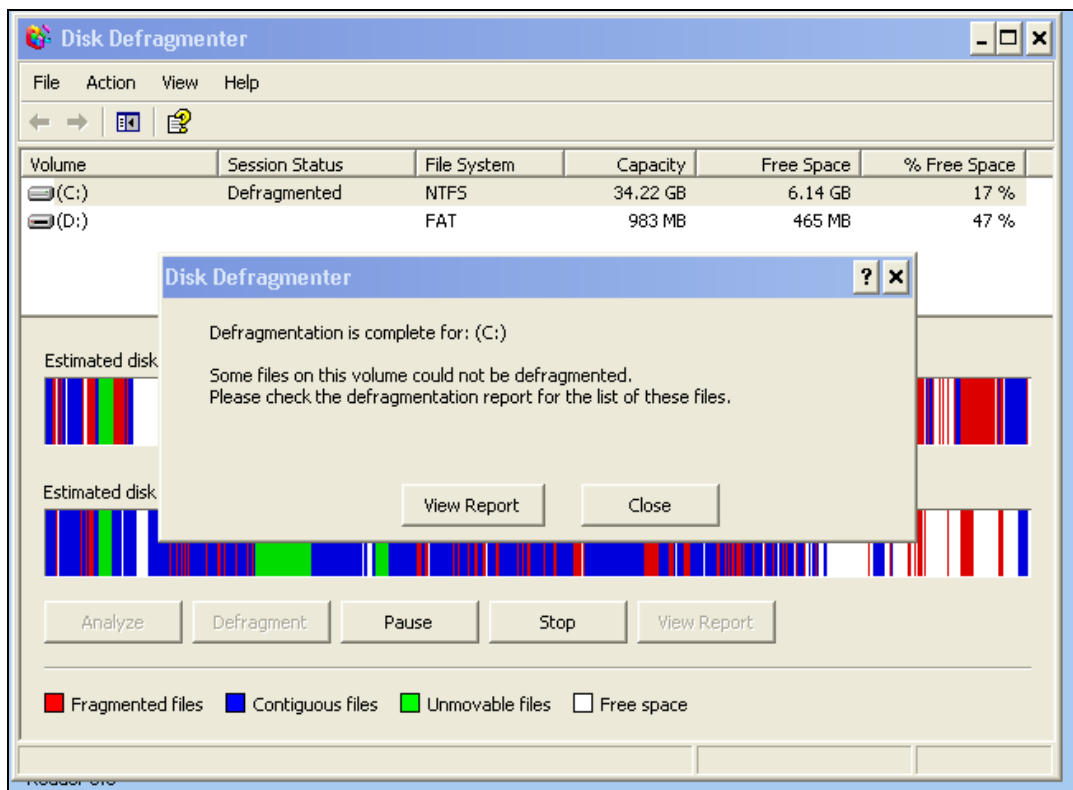 Disk Defragmenter
File Action View Help
Volume Session Status File System Capacity Free Space % Free Space
(C:) Defragmented NTFS 34.22 GB 6.14 GB 17 %
(D:) FAT 983 MB 465 MB 47 %
Disk Defragmenter
Defragmentation is complete for: (C:)
Some files on this volume could not be defragmented.
Please check the defragmentation report for the list of these files.
View Report Close
Estimated disk
Estimated disk
Analyze Defragment Pause Stop View Report
Fragmented files Contiguous files Unmovable files Free space